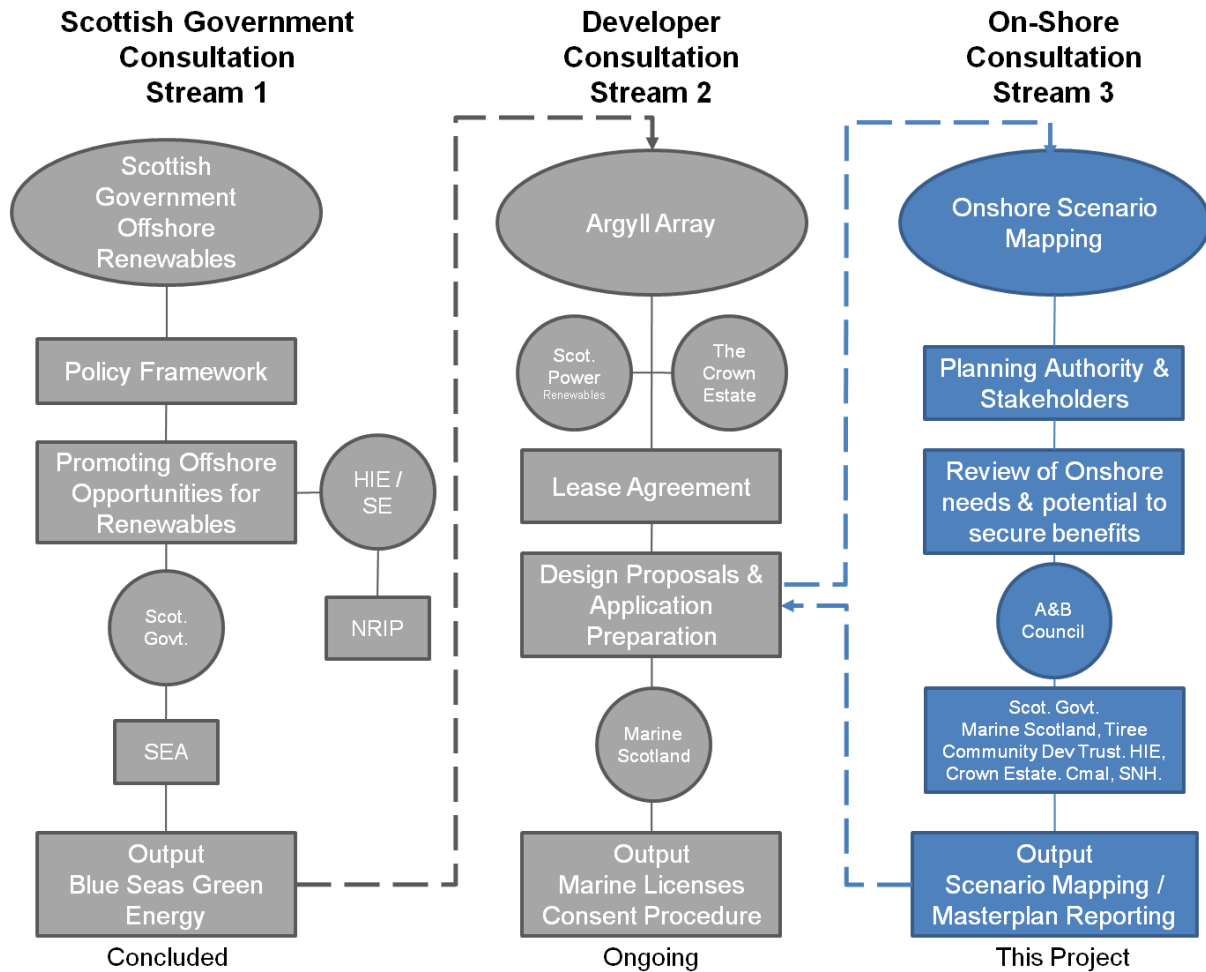 Scottish Government
Consultation
Stream 1
Scottish
Government
Offshore
Renewables
Policy Framework
Promoting Offshore
Opportunities for
Renewables
HIE /
SE
NRIP
Scot.
Govt.
SEA
Output
Blue Seas Green
Energy
Concluded
Developer
Consultation
Stream 2
Argyll Array
Scot.
Power
Renewables
The
Crown
Estate
Lease Agreement
Design Proposals &
Application
Preparation
Marine
Scotland
Output
Marine Licenses
Consent Procedure
Ongoing
On-Shore
Consultation
Stream 3
Onshore Scenario
Mapping
Planning Authority &
Stakeholders
Review of Onshore
needs & potential to
secure benefits
A&B
Council
Scot. Govt.
Marine Scotland, Tiree
Community Dev Trust. HIE,
Crown Estate. Cmal, SNH.
Output
Scenario Mapping /
Masterplan Reporting
This Project